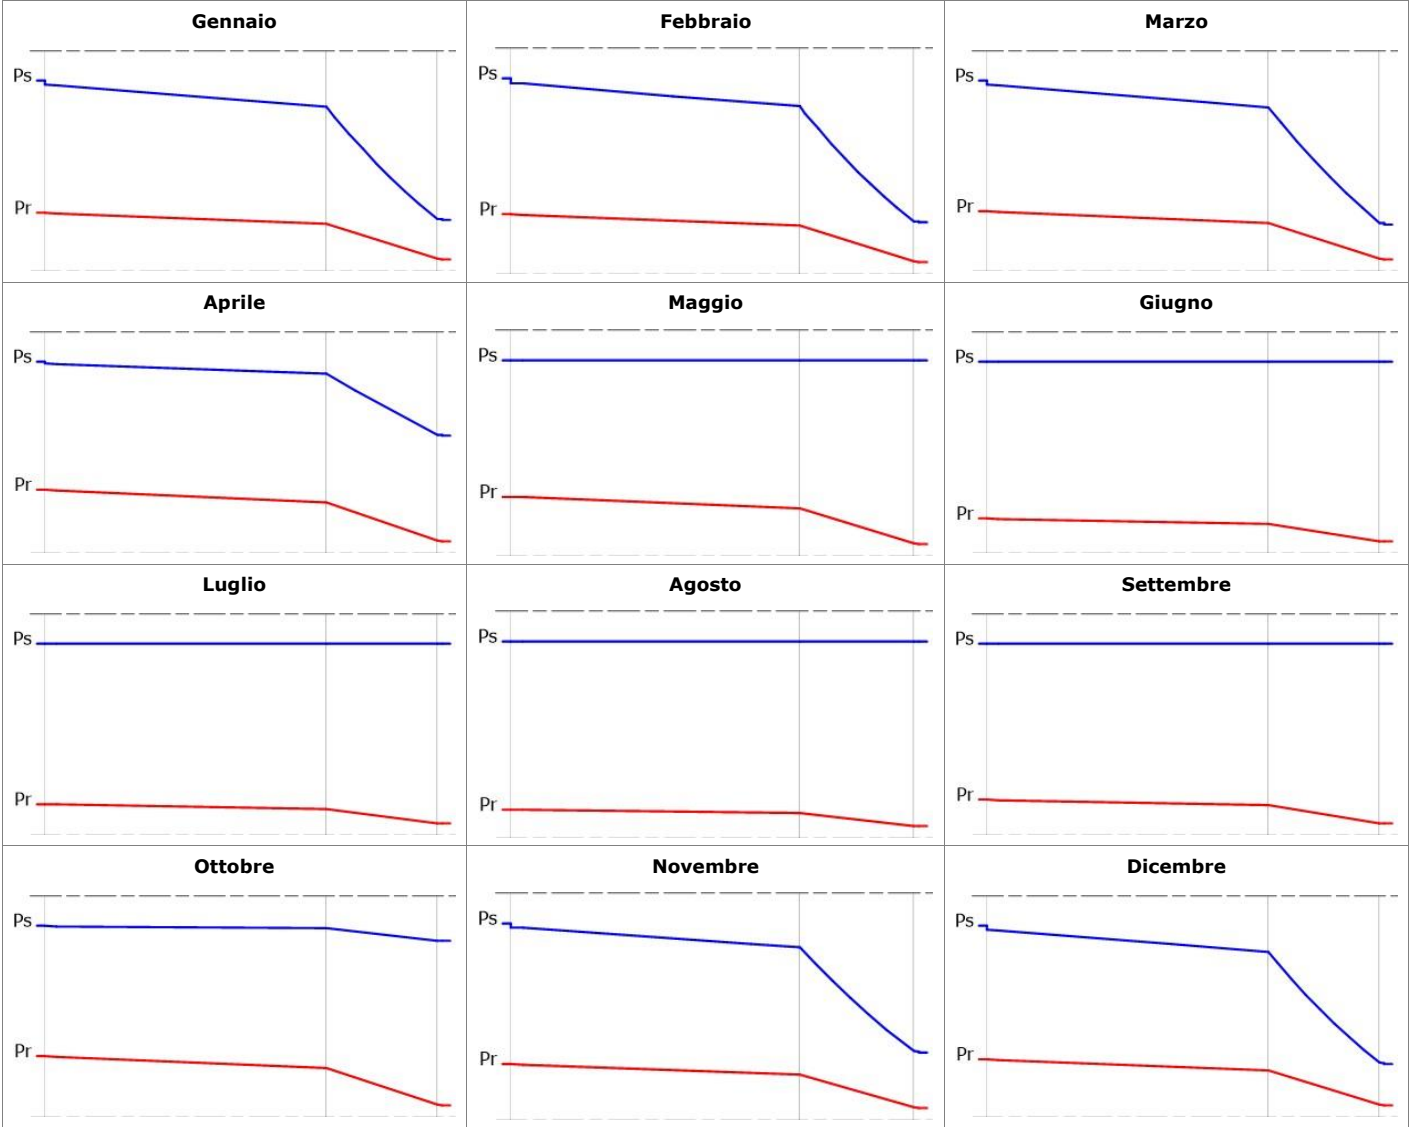 Gennaio Febbraio Marzo
Ps Ps Ps
Pr Pr Pr
Aprile Maggio Giugno
Ps Ps Ps
Pr Pr Pr
Luglio Agosto Settembre
Ps Ps Ps
Pr Pr Pr
Ottobre Novembre Dicembre
Ps Ps Ps
Pr Pr Pr